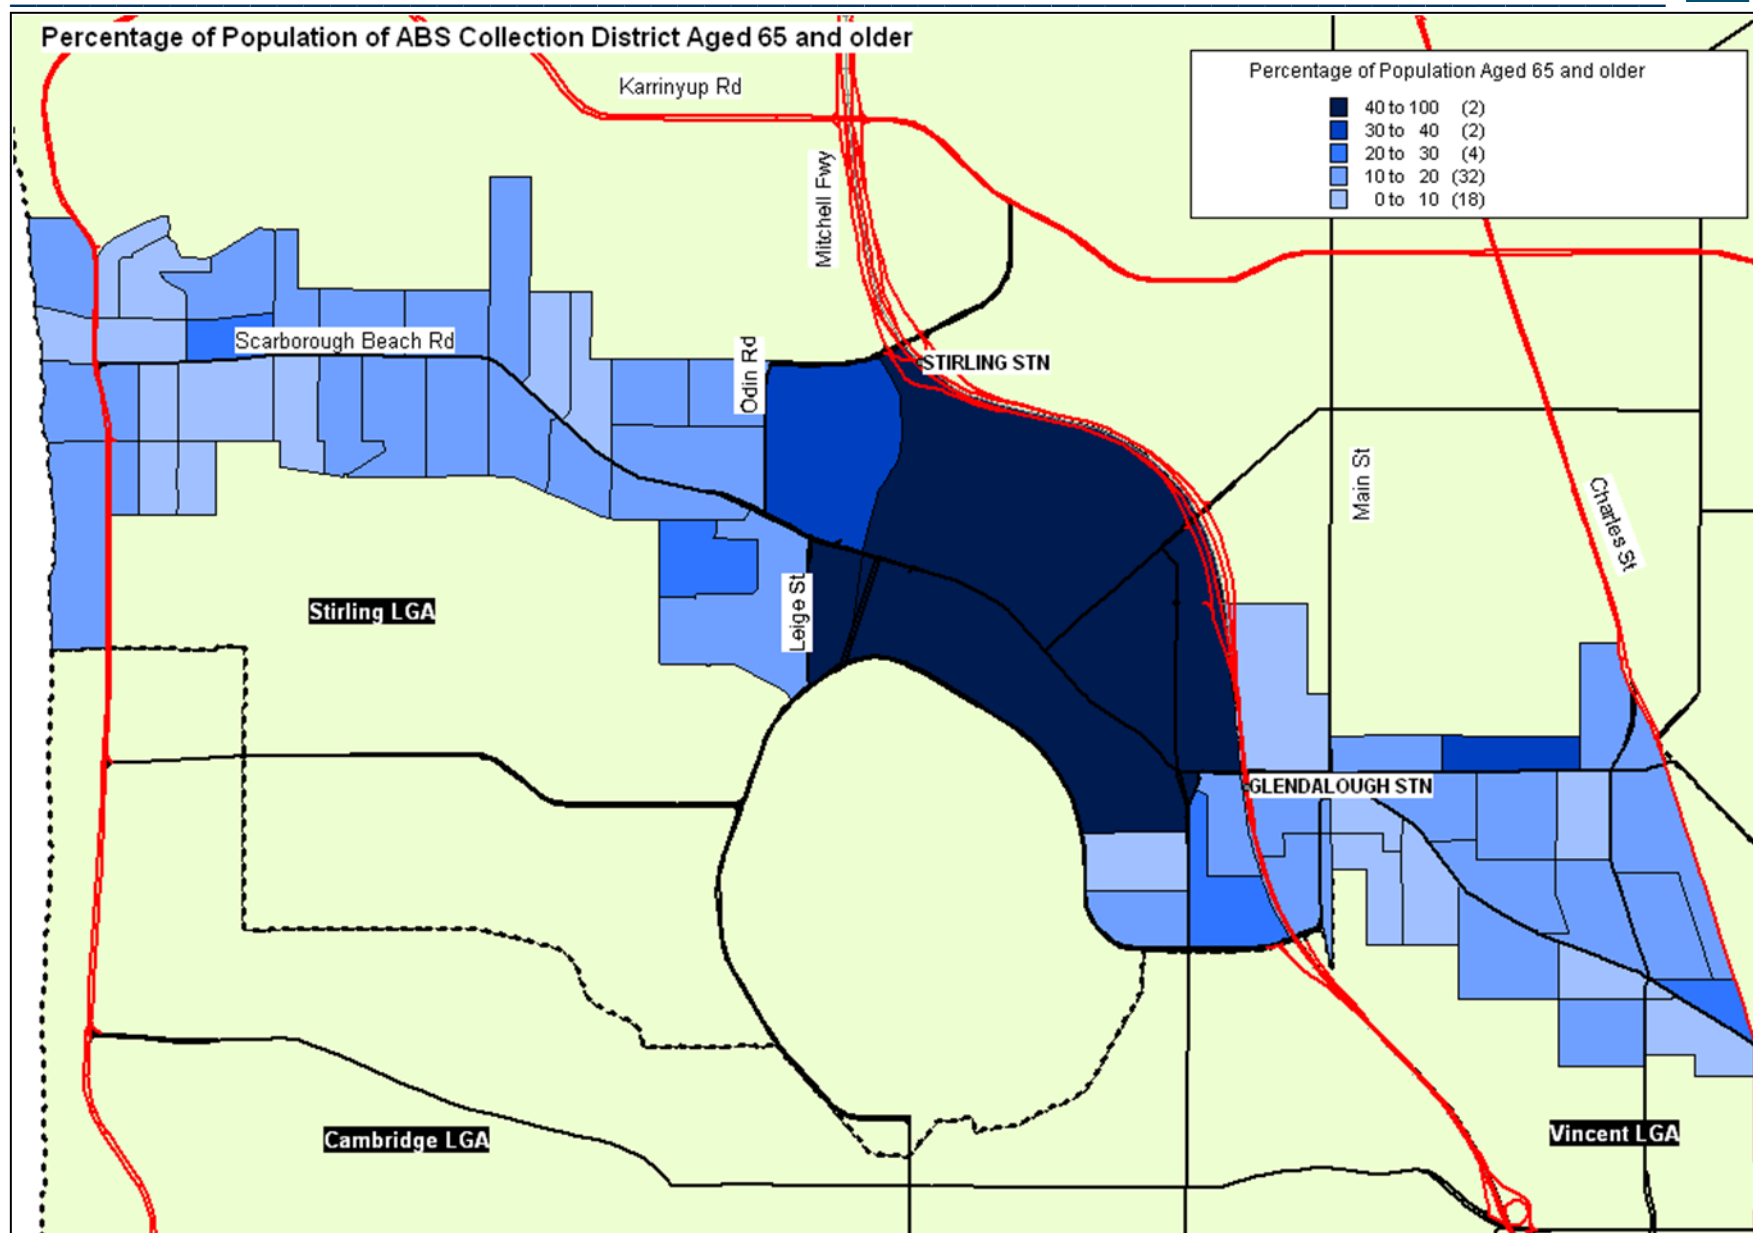 Percentage of Population of ABS Collection District Aged 65 and older
Karrinyup Rd
Percentage of Population Aged 65 and older
40 to 100 (2)
30 to 40 (2)
20 to 30 (4)
10 to 20 (32)
0 to 10 (18)
Mitchell Fwy
Scarborough Beach Rd
Odin Rd
STIRLING STN
Main St
Charles St
Stirling LGA
Leige St
GLENDALOUGH STN
Cambridge LGA
Vincent LGA